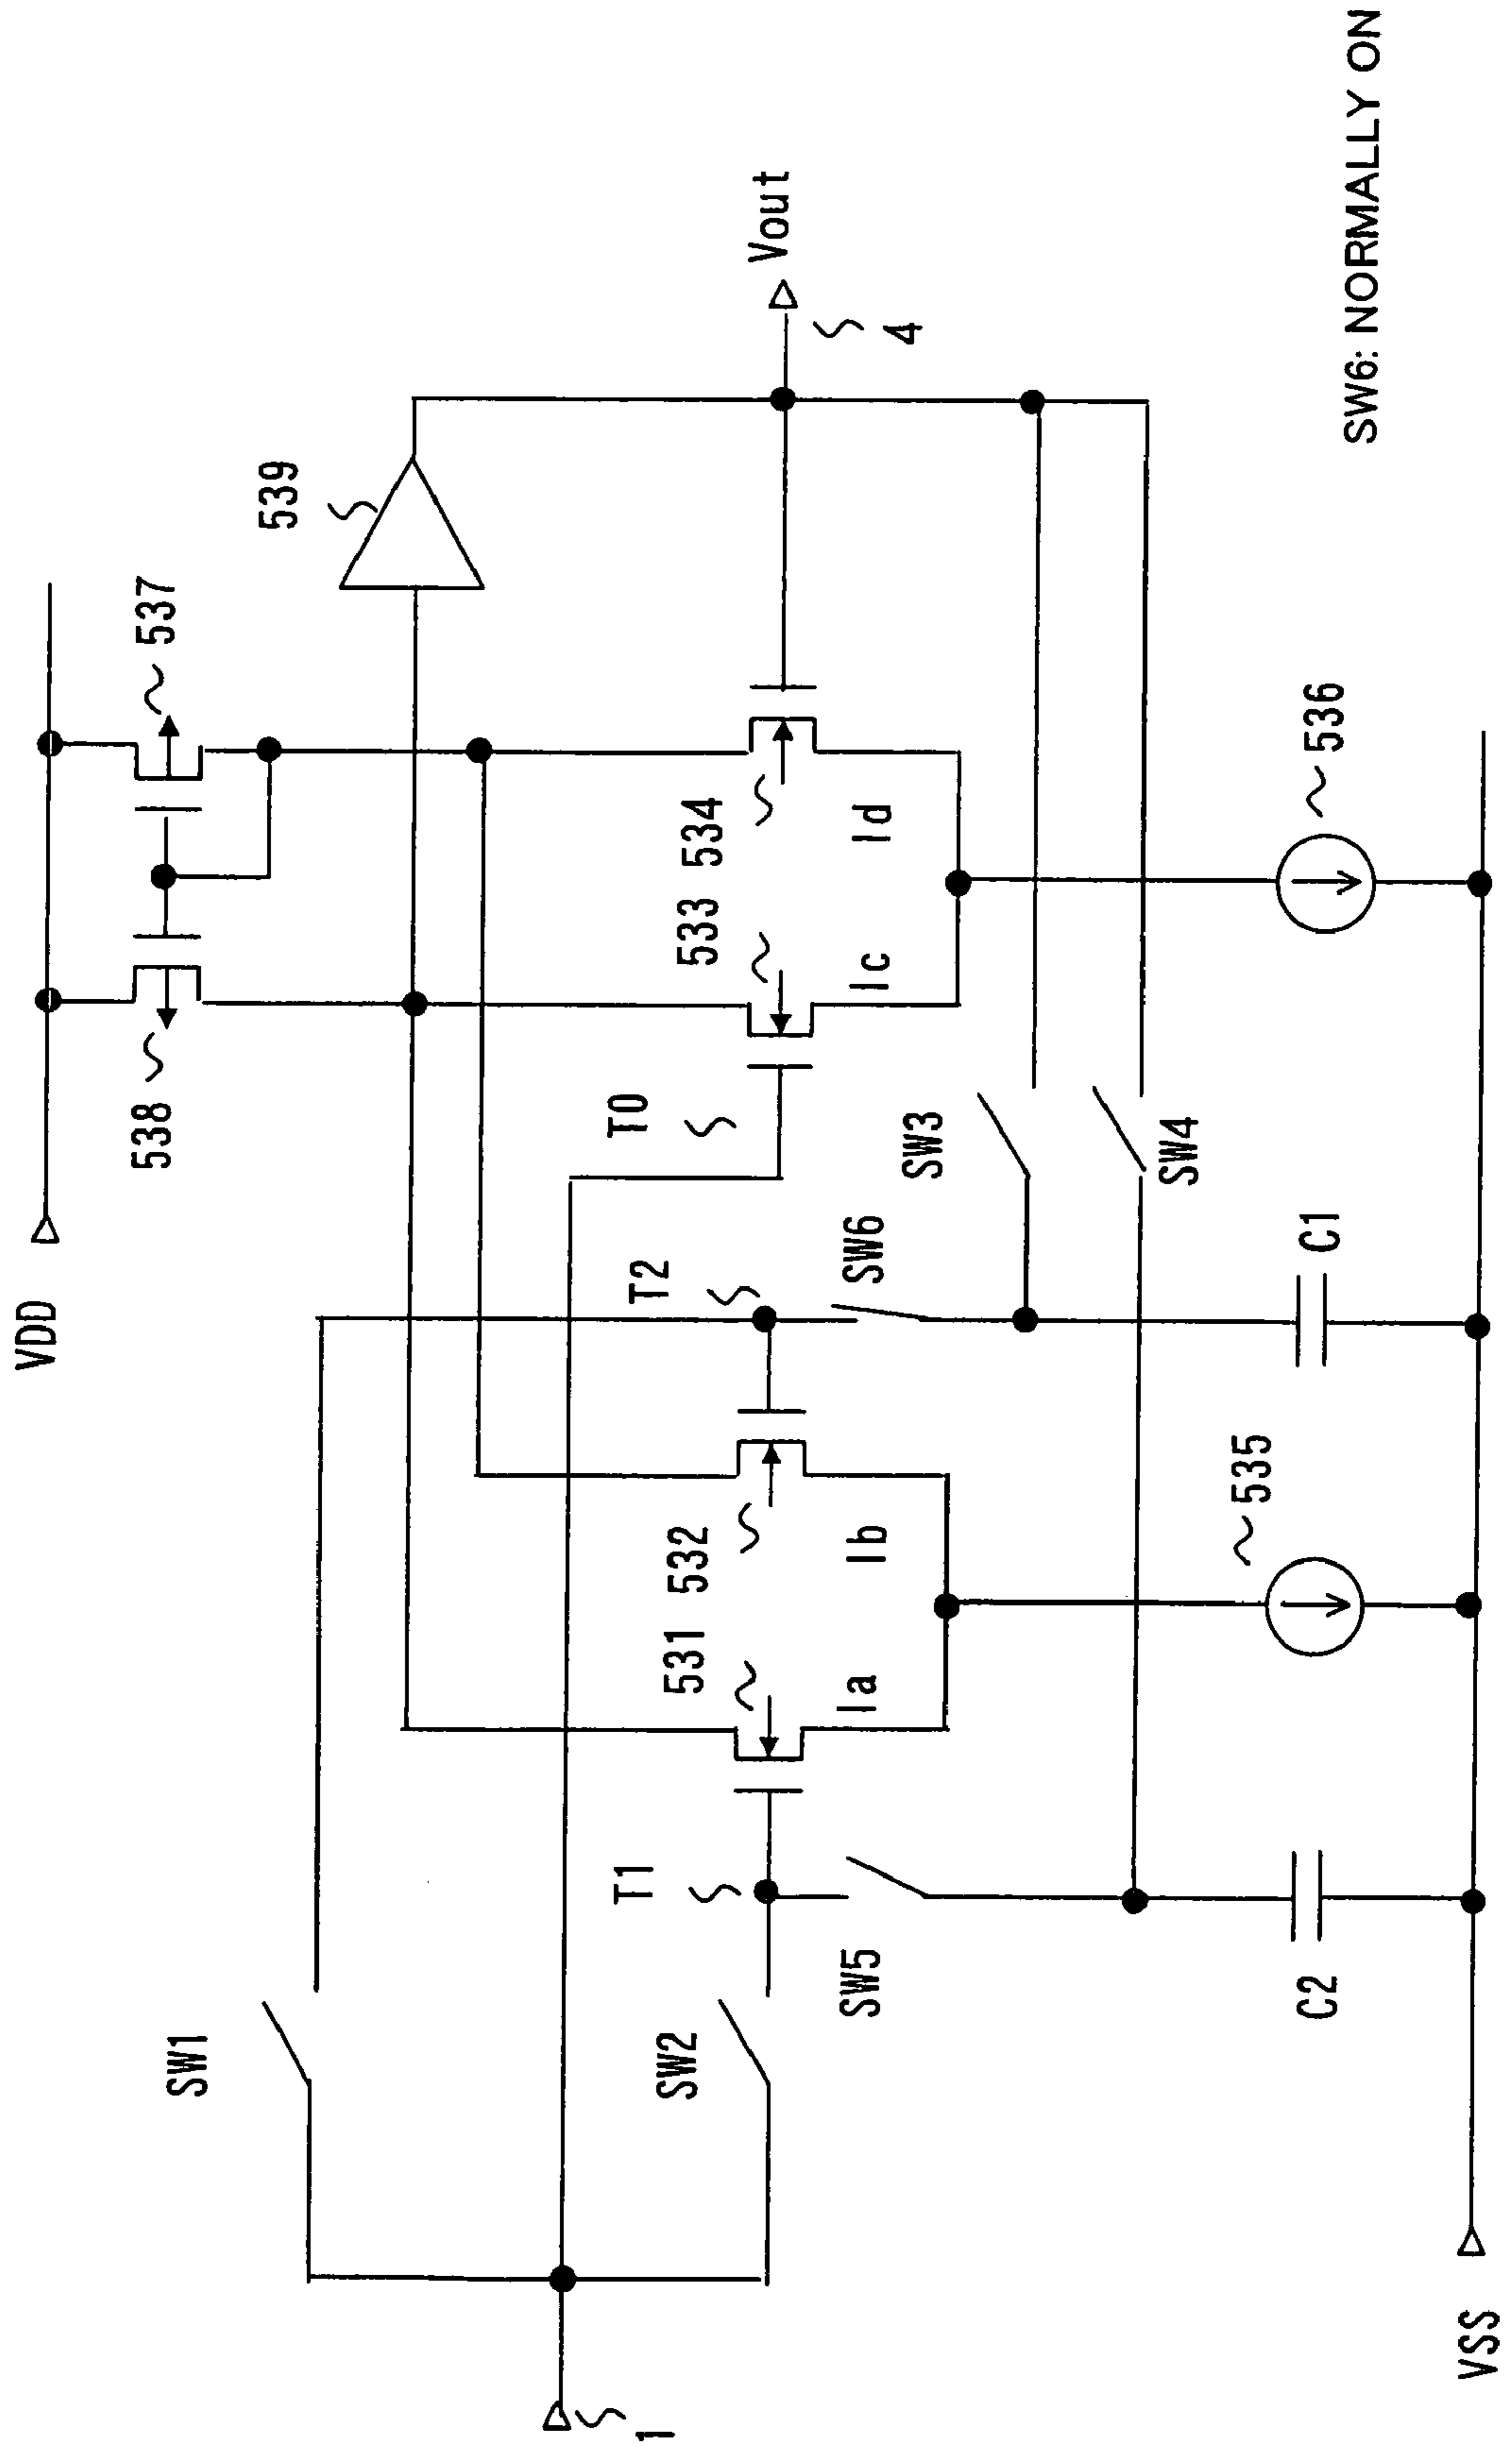 VDD
538
537
539
SW1
T2
T0
T1
SW2
531
532
533
534
Vout
4
1
Ia
Ib
Ic
Id
SW5
SW6
SW3
SW4
535
536
C2
C1
VSS
SW6: NORMALLY ON